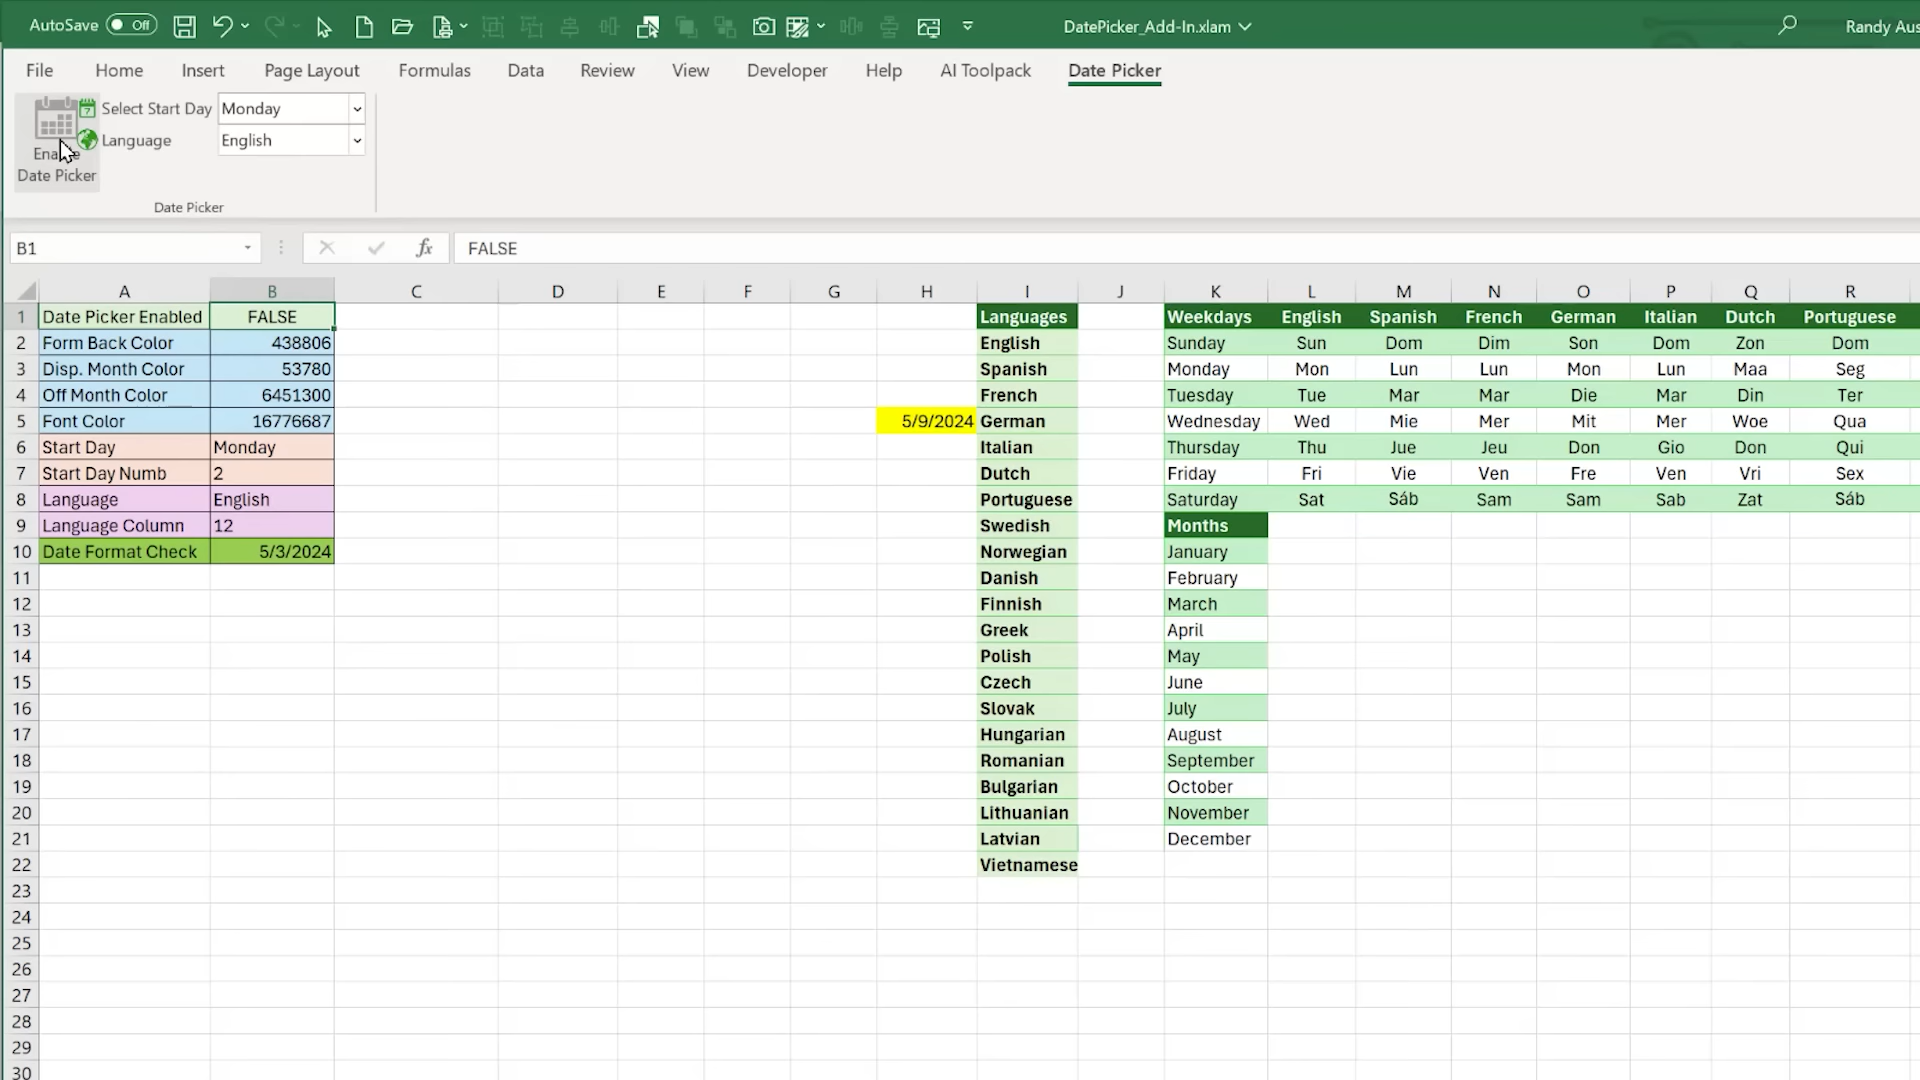 AutoSave Off DatePicker_Add-In.xlam Randy Aus
File Home Insert Page Layout Formulas Data Review View Developer Help AI Toolpack Date Picker
Select Start Day Monday
Language English
Date Picker
Date Picker
B1 fx FALSE
A B C D E F G H I J K L M N O P Q R
1 Date Picker Enabled FALSE Languages Weekdays English Spanish French German Italian Dutch Portuguese
2 Form Back Color 438806 English Sunday Sun Dom Dim Son Dom Zon Dom
3 Disp. Month Color 53780 Spanish Monday Mon Lun Lun Mon Lun Maa Seg
4 Off Month Color 6451300 French Tuesday Tue Mar Mar Die Mar Din Ter
5 Font Color 16776687 5/9/2024 German Wednesday Wed Mie Mer Mit Mer Woe Qua
6 Start Day Monday Italian Thursday Thu Jue Jeu Don Gio Don Qui
7 Start Day Numb 2 Dutch Friday Fri Vie Ven Fre Ven Vri Sex
8 Language English Portuguese Saturday Sat Sáb Sam Sam Sab Zat Sáb
9 Language Column 12 Swedish Months
10 Date Format Check 5/3/2024 Norwegian January
11 Danish February
12 Finnish March
13 Greek April
14 Polish May
15 Czech June
16 Slovak July
17 Hungarian August
18 Romanian September
19 Bulgarian October
20 Lithuanian November
21 Latvian December
22 Vietnamese
23
24
25
26
27
28
29
30